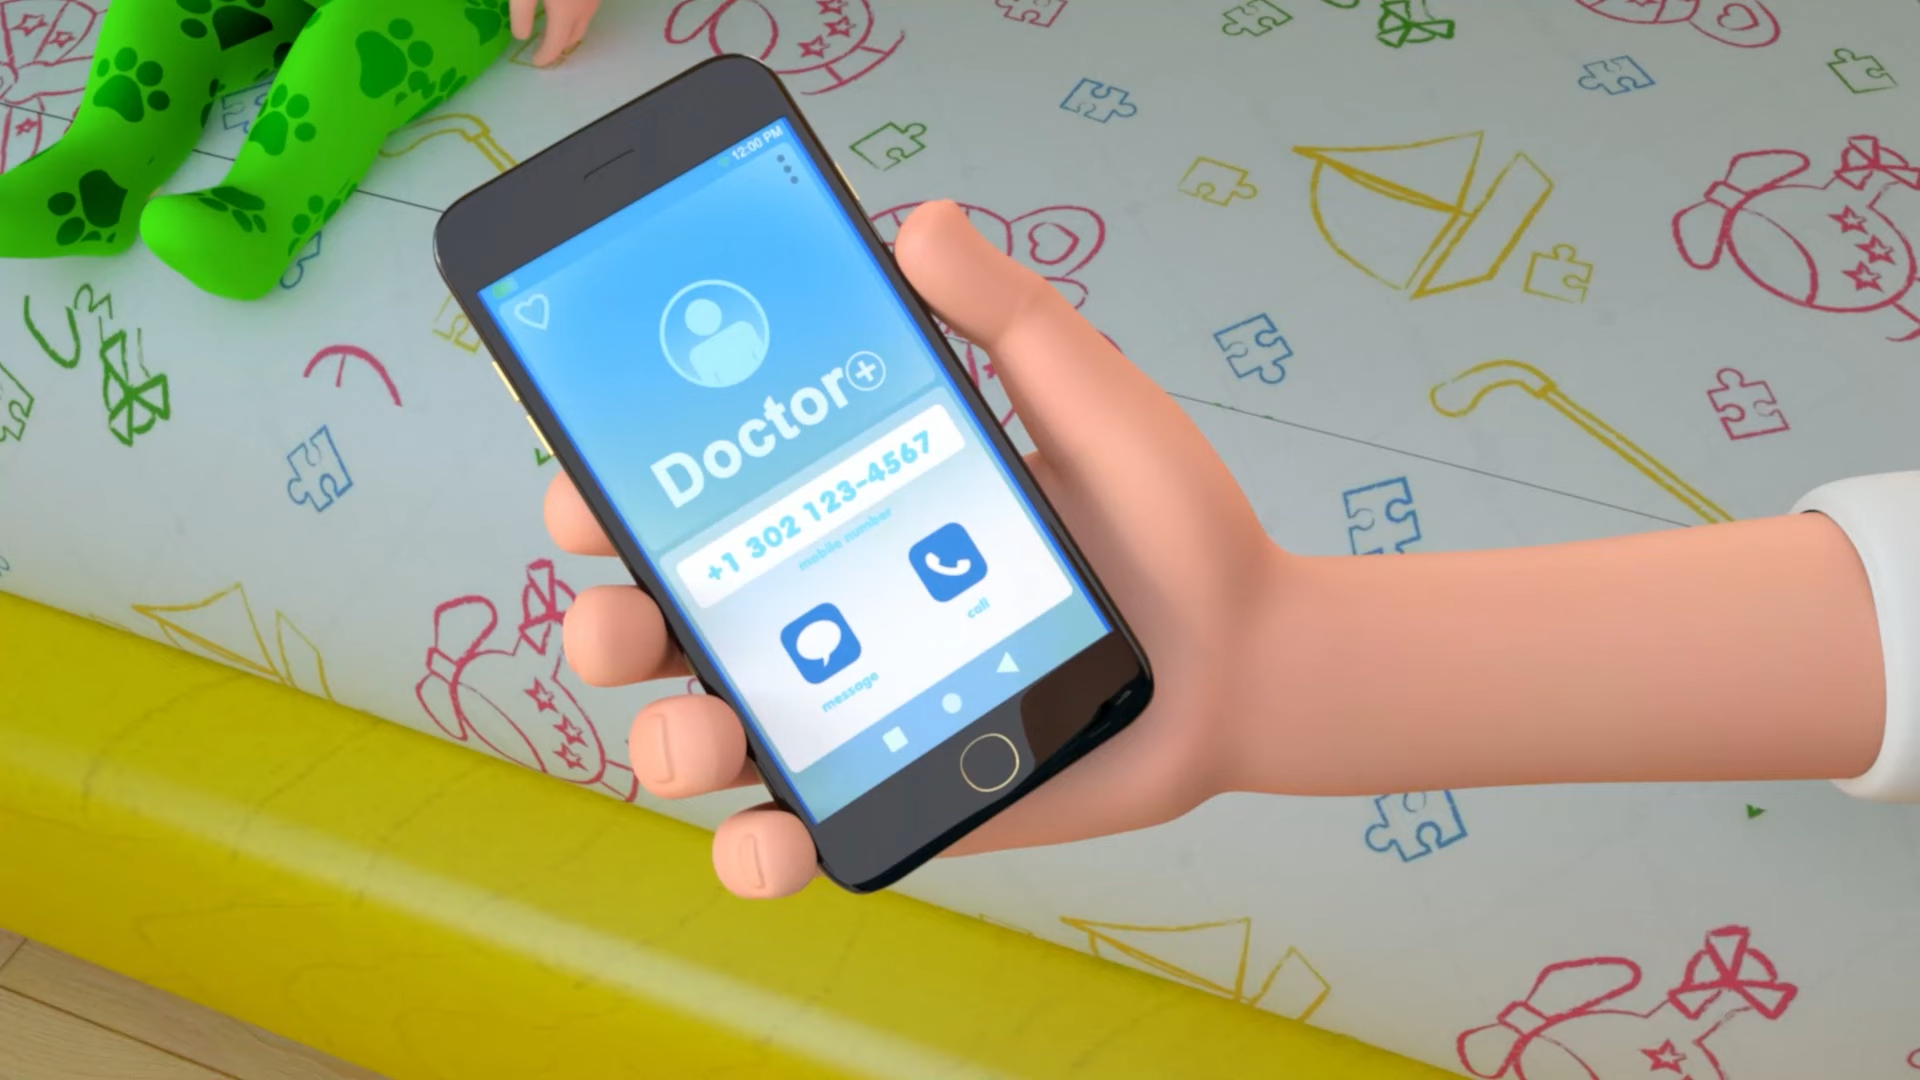 12:00 PM
Doctor
+1 302 123-4567
mobile number
call
message